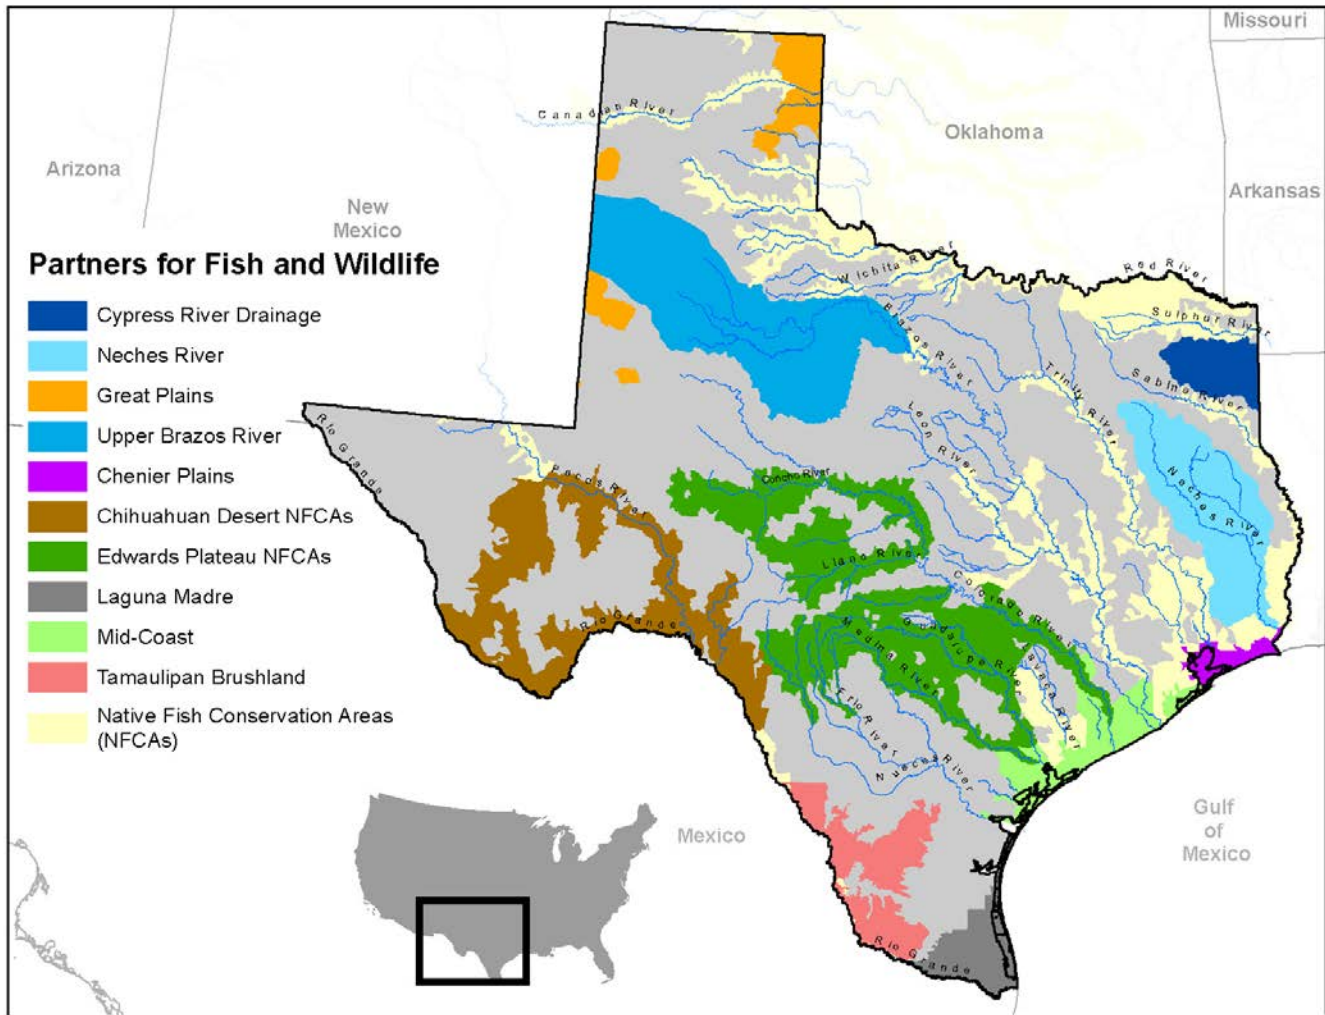 Missouri
Canadian River
Oklahoma
Arizona
Arkansas
New
Mexico
Partners for Fish and Wildlife
Wichita River
Red River
Cypress River Drainage
Sulphur River
Brazos River
Neches River
Trinity River
Sabine River
Great Plains
Rio Grande
Leon River
Upper Brazos River
Pecos River
Concho River
Neches River
Chenier Plains
Chihuahuan Desert NFCAs
Edwards Plateau NFCAs
Llano River
Colorado River
Laguna Madre
Rio Grande
Medina River
Guadalupe River
Lavaca River
Mid-Coast
Tamaulipan Brushland
Frio River
Native Fish Conservation Areas
(NFCAs)
Nueces River
Mexico
Gulf
of
Mexico
Rio Grande